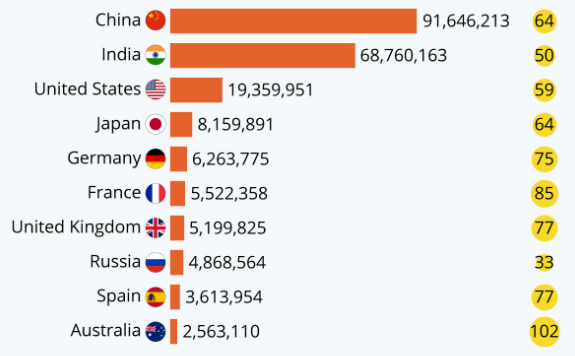 China 91,646,213 64
India 68,760,163 50
United States 19,359,951 59
Japan 8,159,891 64
Germany 6,263,775 75
France 5,522,358 85
United Kingdom 5,199,825 77
Russia 4,868,564 33
Spain 3,613,954 77
Australia 2,563,110 102